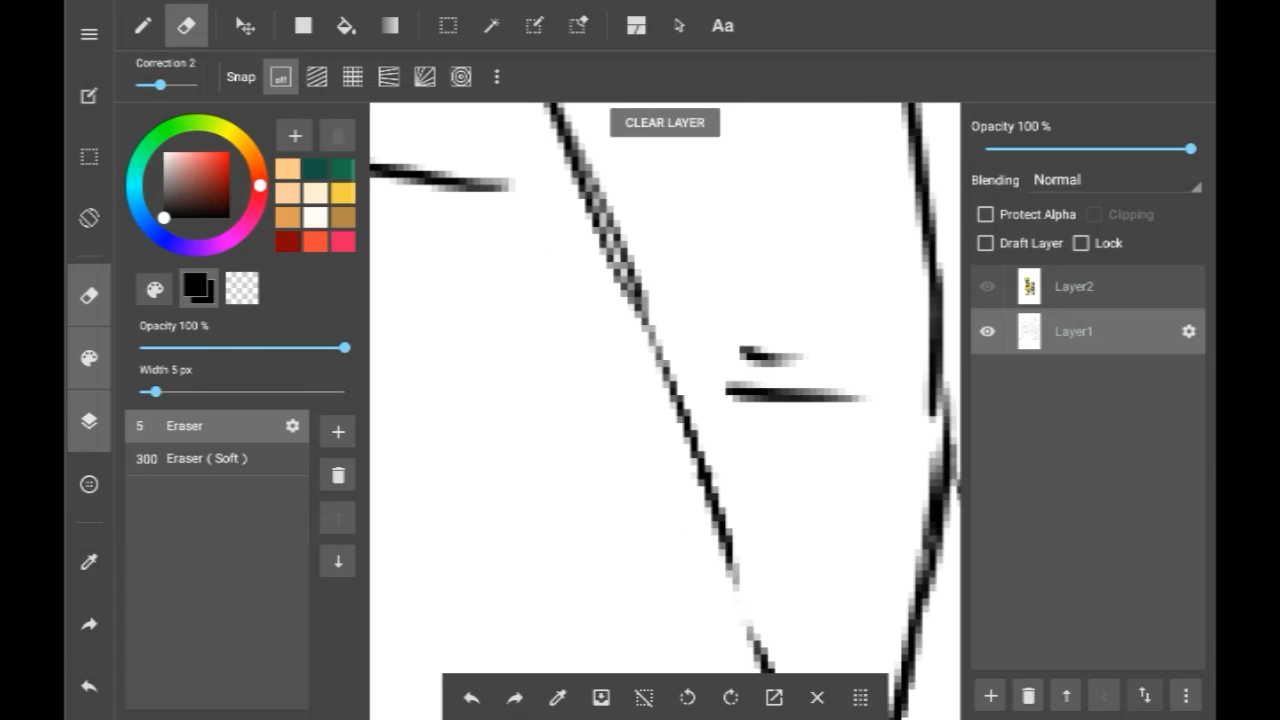 Aa
Correction 2
Snap
off
CLEAR LAYER
Opacity 100 %
Blending Normal
Protect Alpha
Clipping
Draft Layer
Lock
Layer2
Layer1
Opacity 100 %
Width 5 px
5 Eraser
300 Eraser ( Soft )